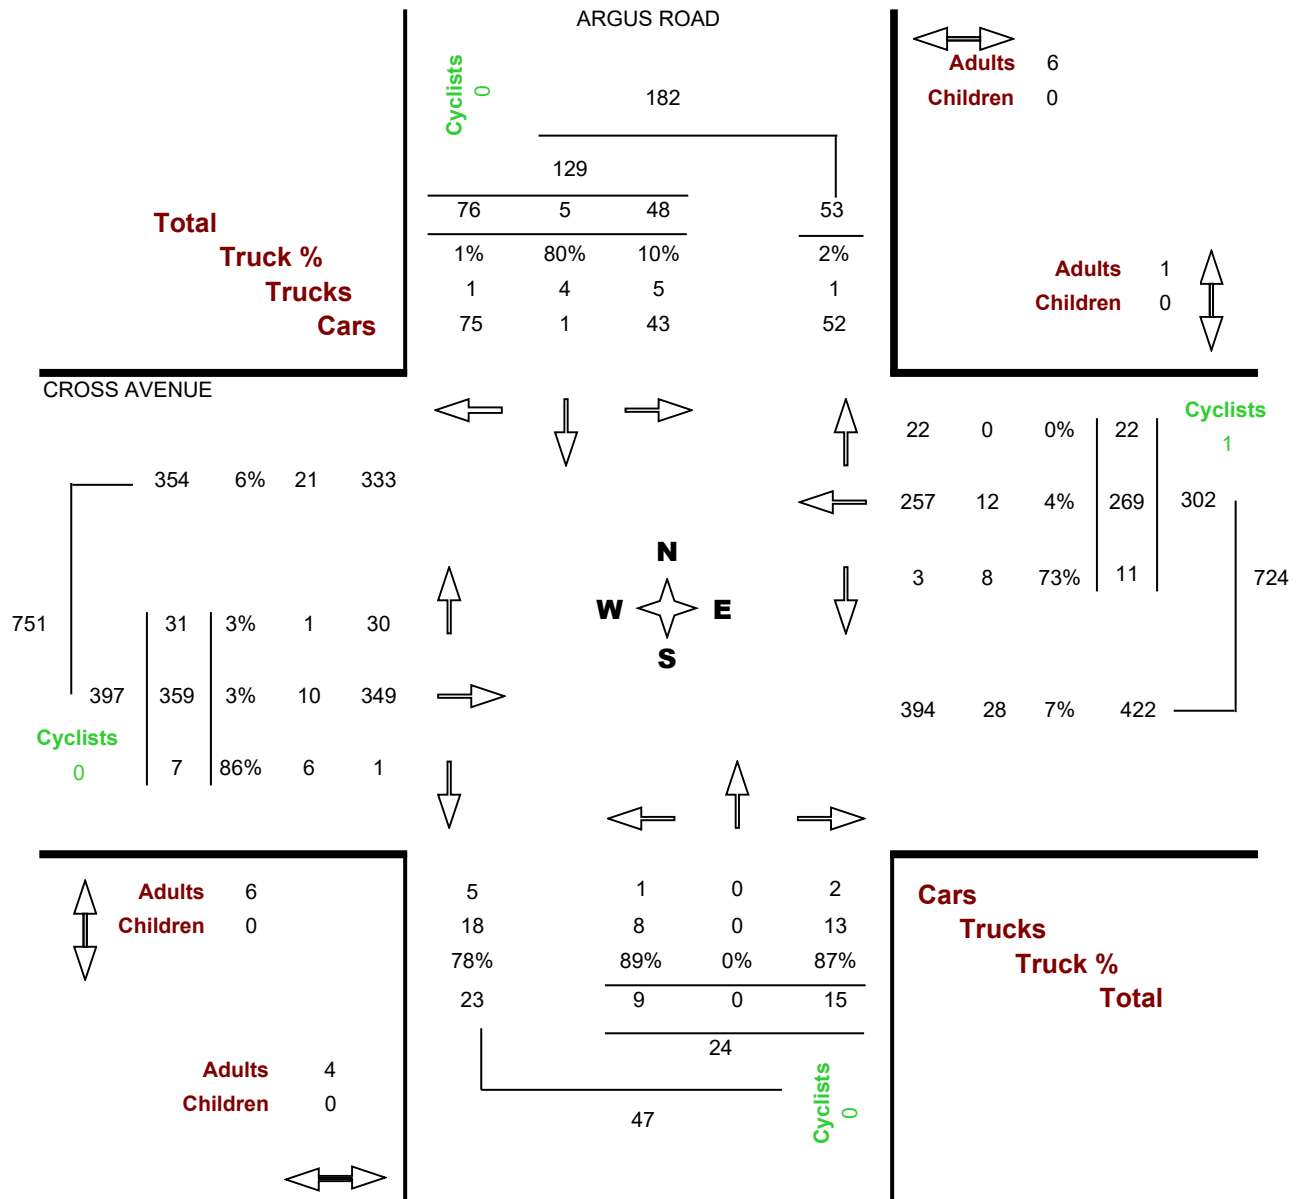 ARGUS ROAD
Cyclists
0
Adults 6
Children 0
182
129
76 5 48 53
Total
1% 80% 10% 2%
Truck %
1 4 5 1
Trucks
75 1 43 52
Cars
Adults 1
Children 0
CROSS AVENUE
Cyclists
1
22 0 0% 22
354 6% 21 333
257 12 4% 269 302
N
W E
S
3 8 73% 11
724
751
31 3% 1 30
397 359 3% 10 349
394 28 7% 422
Cyclists
0
7 86% 6 1
Adults 6
Children 0
5 1 0 2
18 8 0 13
78% 89% 0% 87%
23 9 0 15
24
47
Cyclists
0
Cars
Trucks
Truck %
Total
Adults 4
Children 0